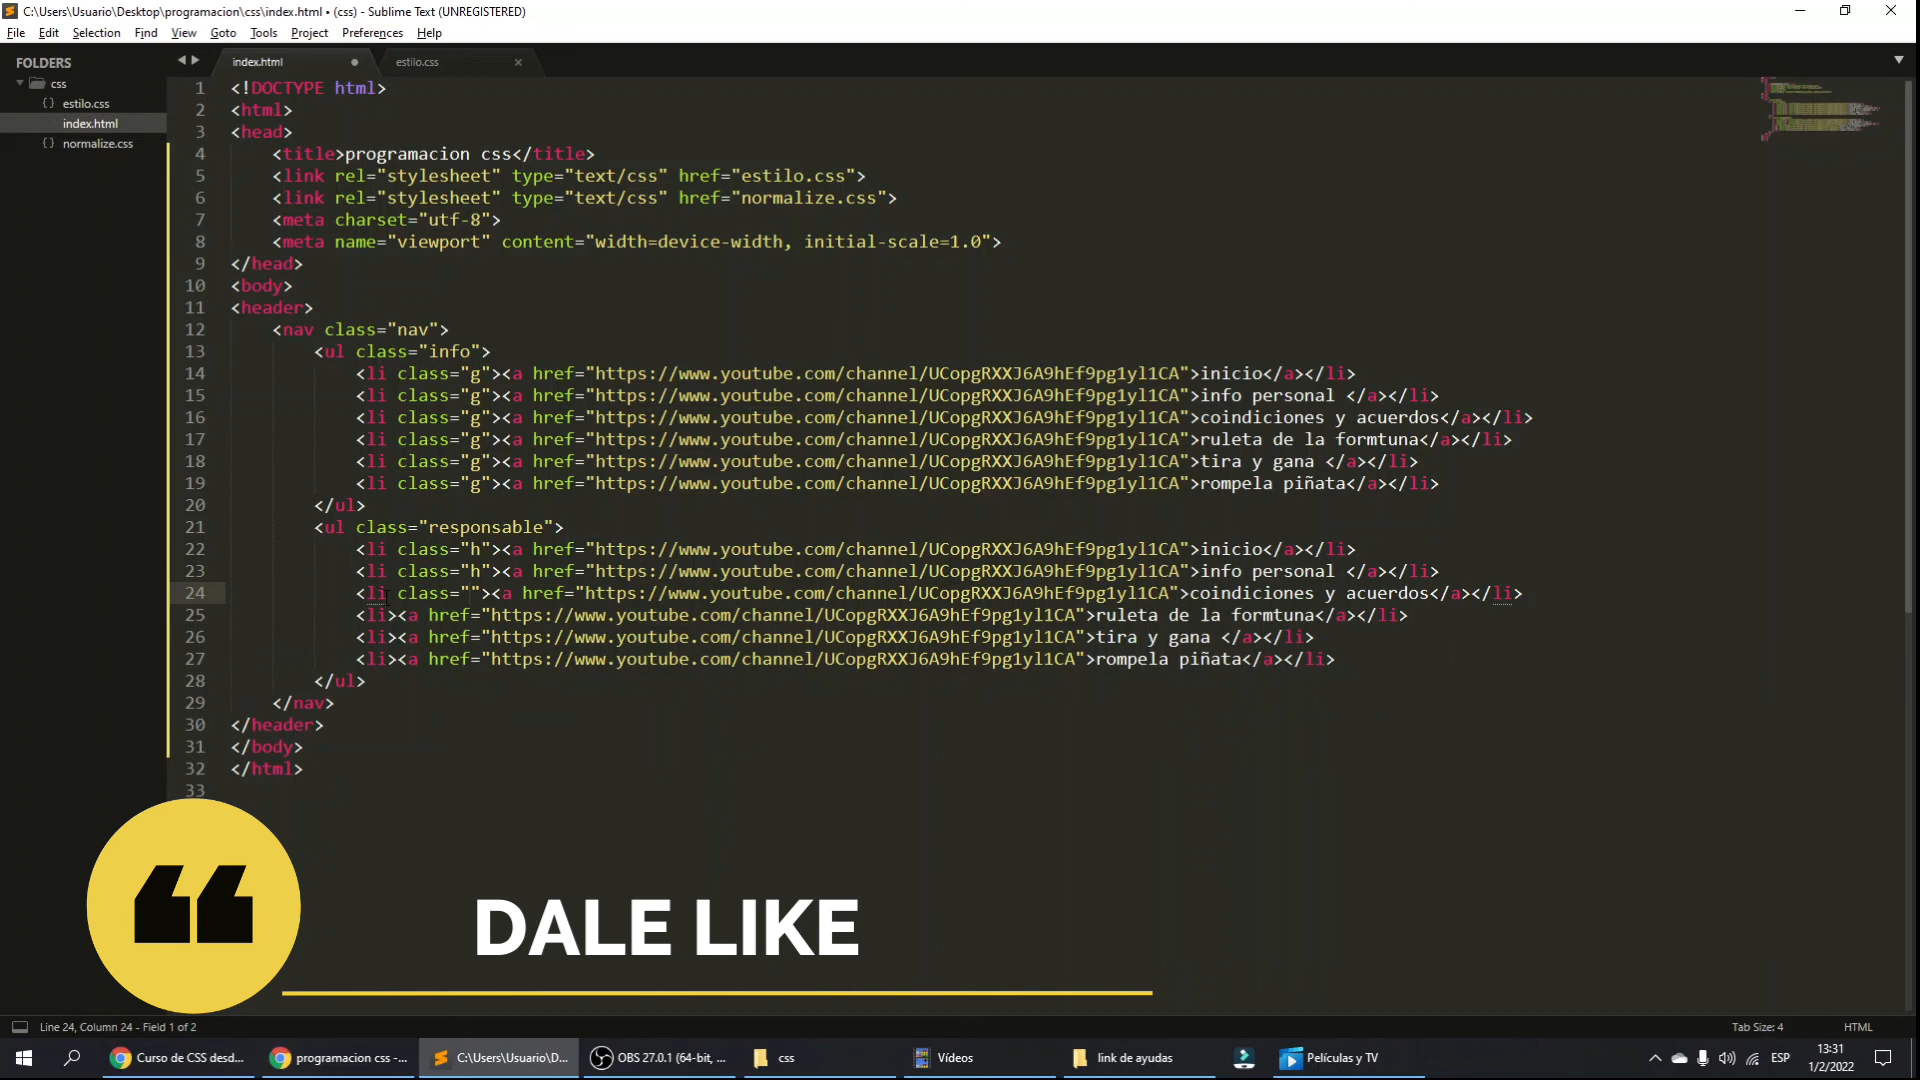 C:\Users\Usuario\Desktop\programacion\css\index.html • (css) - Sublime Text (UNREGISTERED)
File Edit Selection Find View Goto Tools Project Preferences Help
FOLDERS
css
estilo.css
index.html
normalize.css
index.html
estilo.css
1 <!DOCTYPE html>
2 <html>
3 <head>
4 <title>programacion css</title>
5 <link rel="stylesheet" type="text/css" href="estilo.css">
6 <link rel="stylesheet" type="text/css" href="normalize.css">
7 <meta charset="utf-8">
8 <meta name="viewport" content="width=device-width, initial-scale=1.0">
9 </head>
10 <body>
11 <header>
12 <nav class="nav">
13 <ul class="info">
14 <li class="g"><a href="https://www.youtube.com/channel/UCopgRXXJ6A9hEf9pg1yl1CA">inicio</a></li>
15 <li class="g"><a href="https://www.youtube.com/channel/UCopgRXXJ6A9hEf9pg1yl1CA">info personal </a></li>
16 <li class="g"><a href="https://www.youtube.com/channel/UCopgRXXJ6A9hEf9pg1yl1CA">coindiciones y acuerdos</a></li>
17 <li class="g"><a href="https://www.youtube.com/channel/UCopgRXXJ6A9hEf9pg1yl1CA">ruleta de la formtuna</a></li>
18 <li class="g"><a href="https://www.youtube.com/channel/UCopgRXXJ6A9hEf9pg1yl1CA">tira y gana </a></li>
19 <li class="g"><a href="https://www.youtube.com/channel/UCopgRXXJ6A9hEf9pg1yl1CA">rompela piñata</a></li>
20 </ul>
21 <ul class="responsable">
22 <li class="h"><a href="https://www.youtube.com/channel/UCopgRXXJ6A9hEf9pg1yl1CA">inicio</a></li>
23 <li class="h"><a href="https://www.youtube.com/channel/UCopgRXXJ6A9hEf9pg1yl1CA">info personal </a></li>
24 <li class=""><a href="https://www.youtube.com/channel/UCopgRXXJ6A9hEf9pg1yl1CA">coindiciones y acuerdos</a></li>
25 <li><a href="https://www.youtube.com/channel/UCopgRXXJ6A9hEf9pg1yl1CA">ruleta de la formtuna</a></li>
26 <li><a href="https://www.youtube.com/channel/UCopgRXXJ6A9hEf9pg1yl1CA">tira y gana </a></li>
27 <li><a href="https://www.youtube.com/channel/UCopgRXXJ6A9hEf9pg1yl1CA">rompela piñata</a></li>
28 </ul>
29 </nav>
30 </header>
31 </body>
32 </html>
33
DALE LIKE
Line 24, Column 24 - Field 1 of 2
Tab Size: 4
HTML
Curso de CSS desd...
programacion css -...
C:\Users\Usuario\D...
OBS 27.0.1 (64-bit, ...
css
Vídeos
link de ayudas
Películas y TV
ESP
13:31
1/2/2022